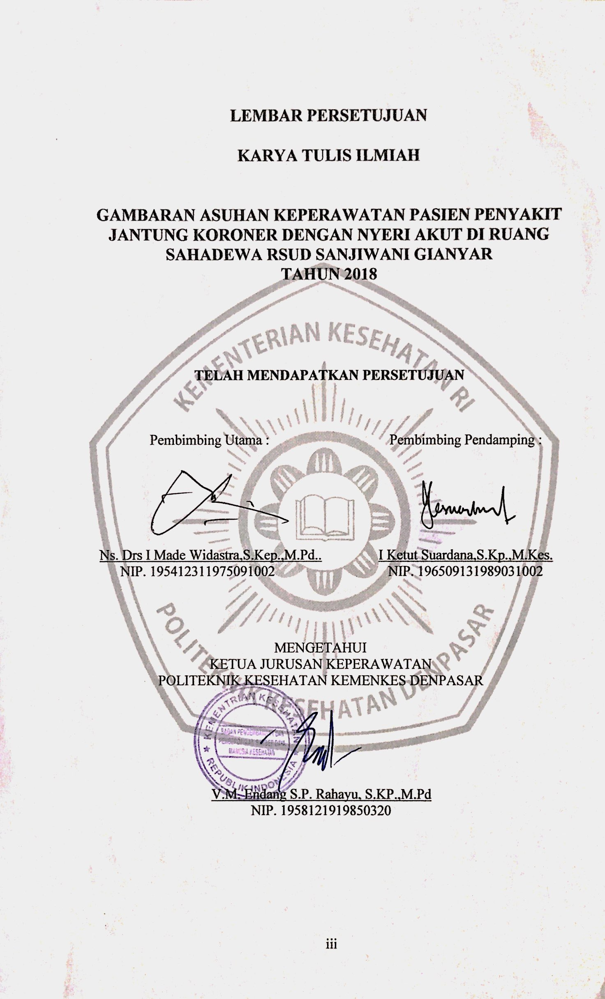 LEMBAR PERSETUJUAN
KARYA TULIS ILMIAH
GAMBARAN ASUHAN KEPERAWATAN PASIEN PENYAKIT
JANTUNG KORONER DENGAN NYERI AKUT DI RUANG
SAHADEWA RSUD SANJIWANI GIANYAR
TAHUN 2018
KEMENTERIAN KESEHATAN RI
TELAH MENDAPATKAN PERSETUJUAN
Pembimbing Utama :
Pembimbing Pendamping :
Ns. Drs I Made Widastra,S.Kep.,M.Pd..
NIP. 195412311975091002
I Ketut Suardana,S.Kp.,M.Kes.
NIP. 196509131989031002
POLITEKNIK KESEHATAN DENPASAR
MENGETAHUI
KETUA JURUSAN KEPERAWATAN
POLITEKNIK KESEHATAN KEMENKES DENPASAR
KEMENTRIAN KESEHATAN
BADAN PENGEMBANGAN DAN
DAYA
MANUSIA KESEHATAN
REPUBLIK INDONESIA
V.M. Endang S.P. Rahayu, S.KP.,M.Pd
NIP. 1958121919850320
iii